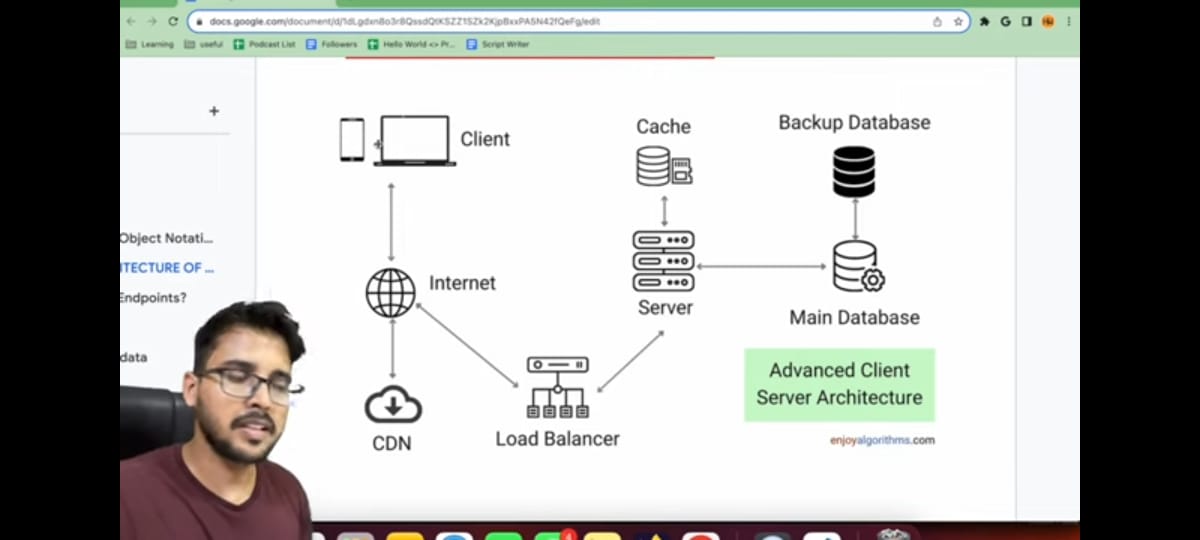 docs.google.com/document/d/1dLgdxn8o3r8QssdQtKSZZ1SZk2KjpBxxPA5N42fQeFg/edit
Learning
useful
Podcast List
Followers
Hello World <> Pr...
Script Writer
Client
Cache
Backup Database
Object Notati...
ITECTURE OF ...
Endpoints?
Internet
Server
Main Database
data
Advanced Client
Server Architecture
CDN
Load Balancer
enjoyalgorithms.com